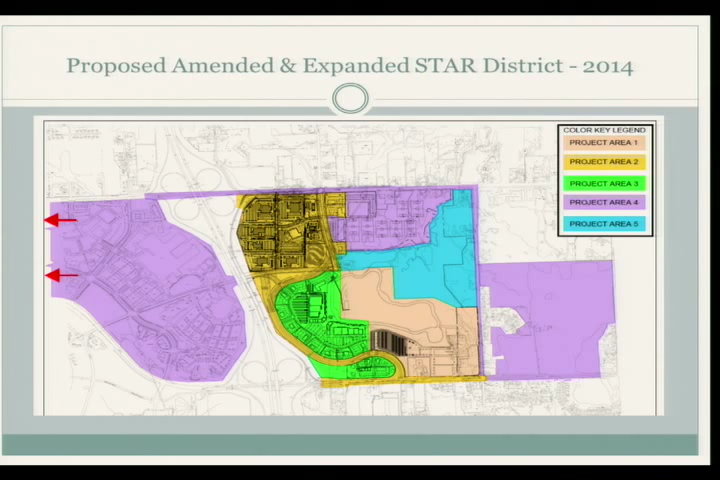 Proposed Amended & Expanded STAR District - 2014
COLOR KEY LEGEND
PROJECT AREA 1
PROJECT AREA 2
PROJECT AREA 3
PROJECT AREA 4
PROJECT AREA 5